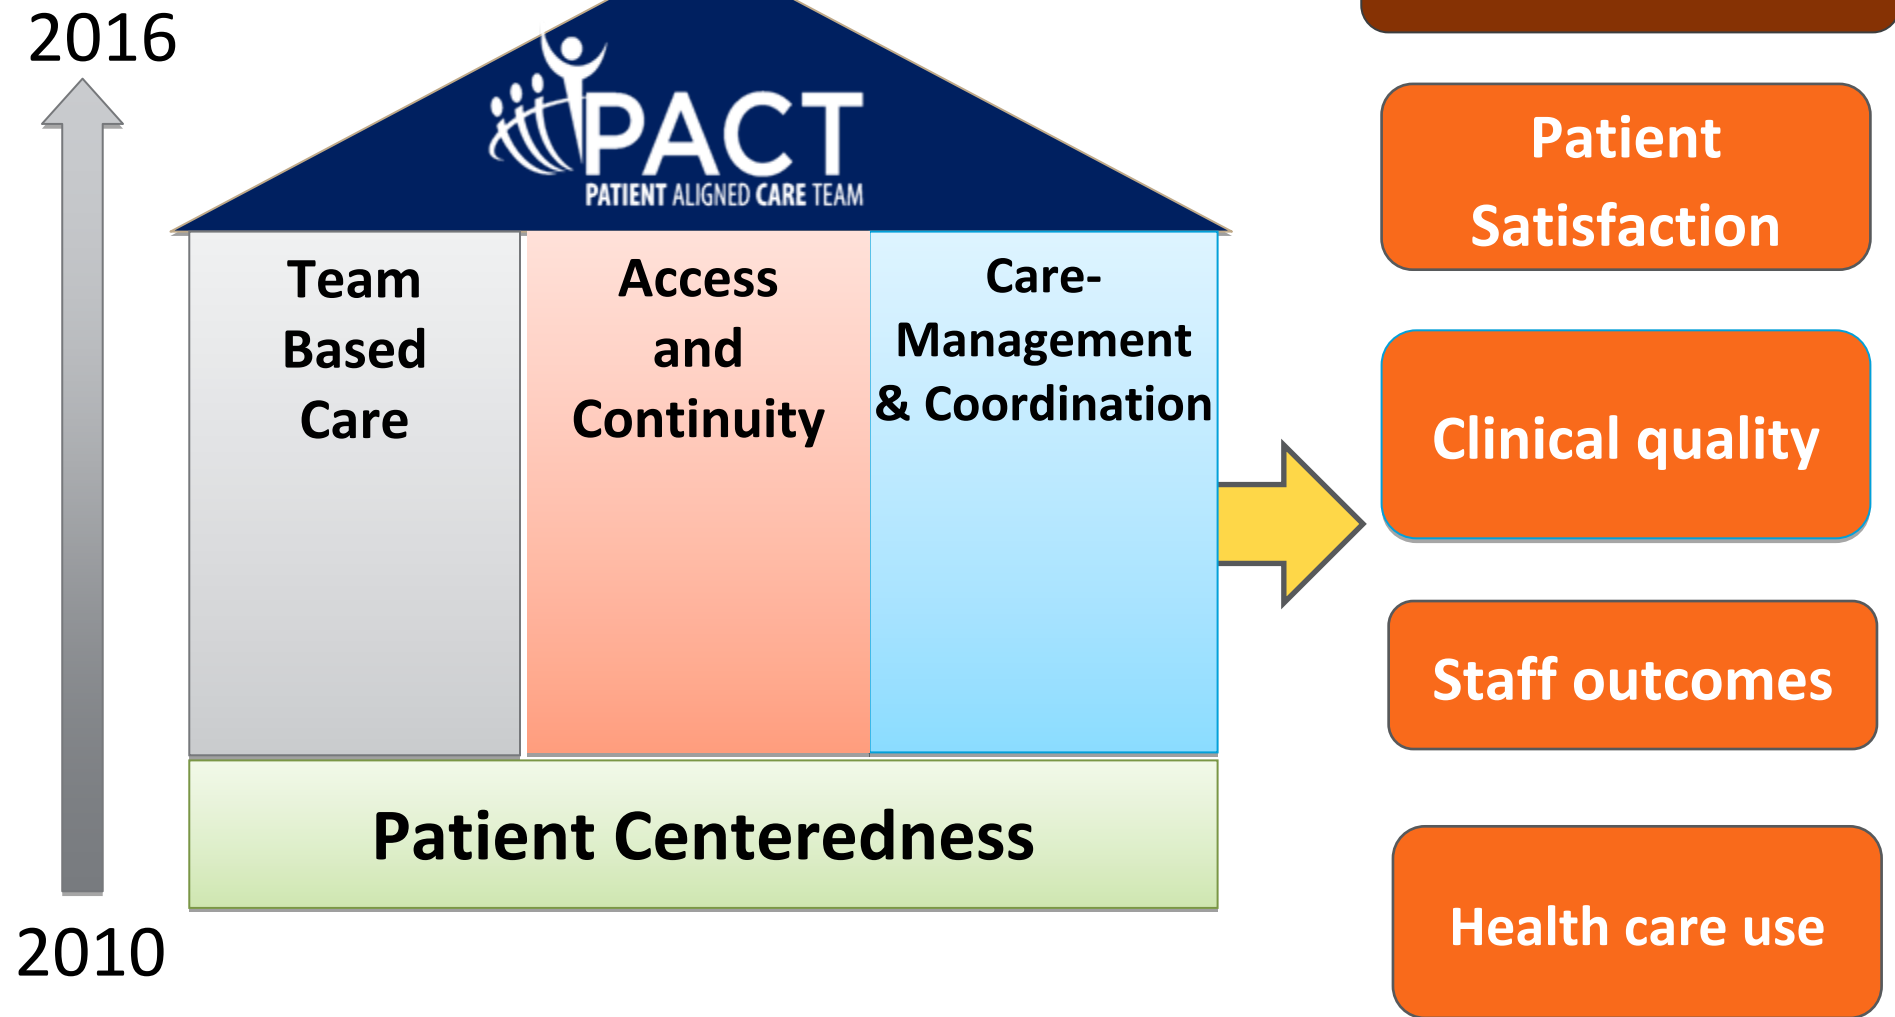 2016
PACT
PATIENT ALIGNED CARE TEAM
Team
Based
Care
Access
and
Continuity
Care-
Management
& Coordination
Patient Centeredness
2010
Patient
Satisfaction
Clinical quality
Staff outcomes
Health care use